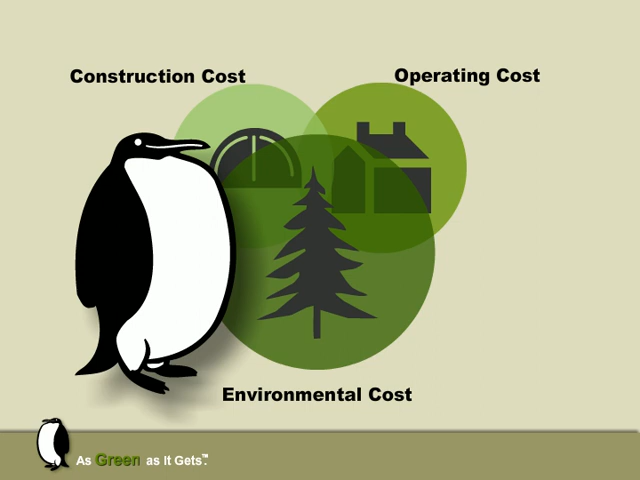 Construction Cost
Operating Cost
Environmental Cost
As Green as It Gets.™